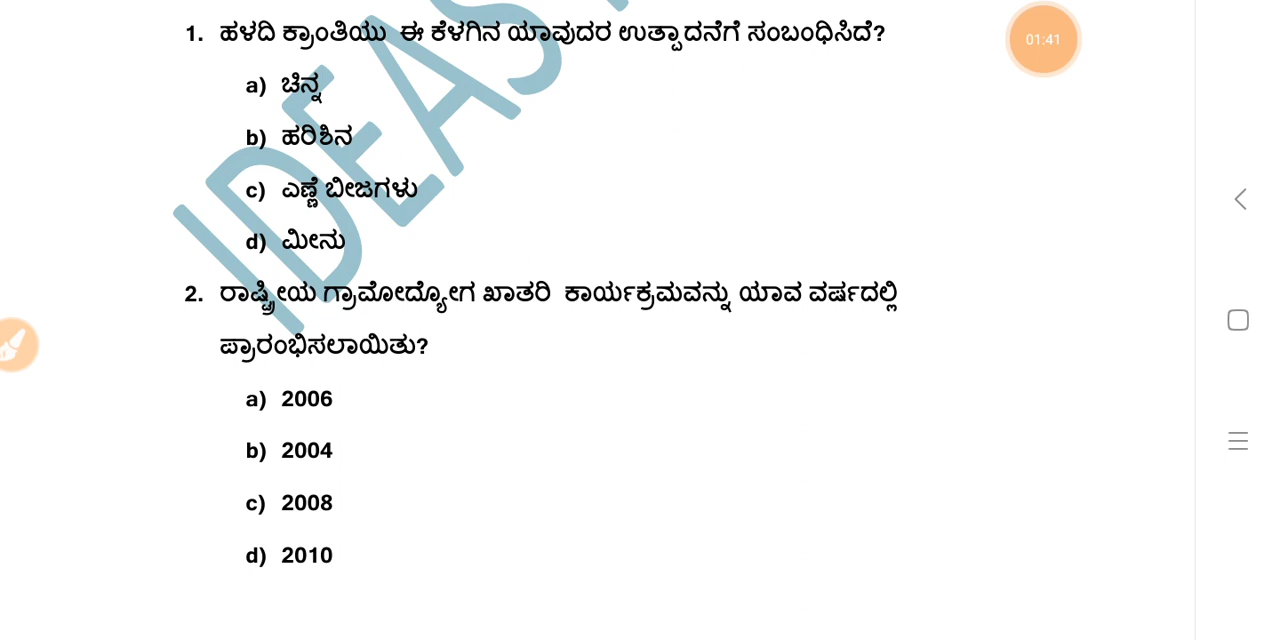 1. ಹಳದಿ ಕ್ರಾಂತಿಯು ಈ ಕೆಳಗಿನ ಯಾವುದರ ಉತ್ಪಾದನೆಗೆ ಸಂಬಂಧಿಸಿದೆ?
01:41
a) ಚಿನ್ನ
b) ಹರಿಶಿನ
c) ಎಣ್ಣೆ ಬೀಜಗಳು
d) ಮೀನು
2. ರಾಷ್ಟ್ರೀಯ ಗ್ರಾಮೋದ್ಯೋಗ ಖಾತರಿ ಕಾರ್ಯಕ್ರಮವನ್ನು ಯಾವ ವರ್ಷದಲ್ಲಿ
ಪ್ರಾರಂಭಿಸಲಾಯಿತು?
a) 2006
b) 2004
c) 2008
d) 2010
IDEAS